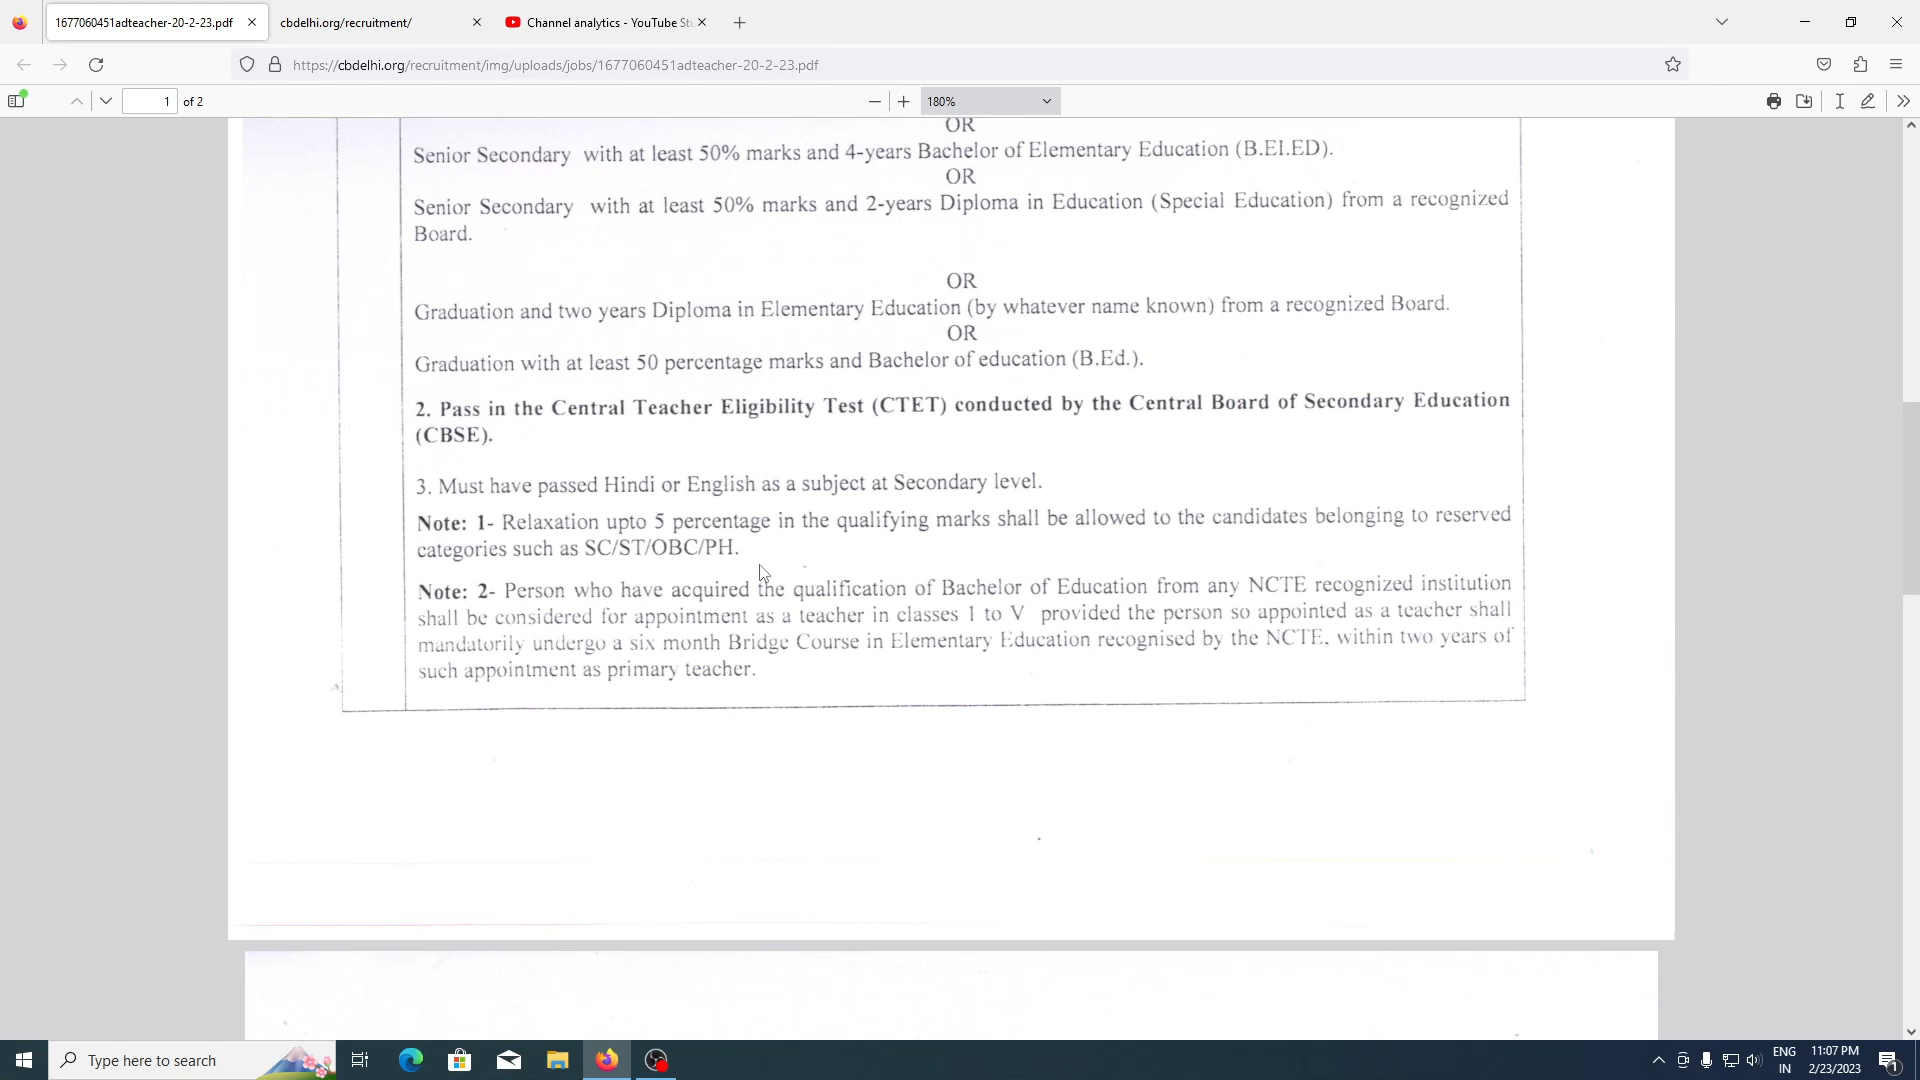 1677060451adteacher-20-2-23.pdf
cbdelhi.org/recruitment/
Channel analytics - YouTube St
https://cbdelhi.org/recruitment/img/uploads/jobs/1677060451adteacher-20-2-23.pdf
1 of 2
180%
OR
Senior Secondary with at least 50% marks and 4-years Bachelor of Elementary Education (B.EI.ED).
OR
Senior Secondary with at least 50% marks and 2-years Diploma in Education (Special Education) from a recognized
Board.
OR
Graduation and two years Diploma in Elementary Education (by whatever name known) from a recognized Board.
OR
Graduation with at least 50 percentage marks and Bachelor of education (B.Ed.).
2. Pass in the Central Teacher Eligibility Test (CTET) conducted by the Central Board of Secondary Education
(CBSE).
3. Must have passed Hindi or English as a subject at Secondary level.
Note: 1- Relaxation upto 5 percentage in the qualifying marks shall be allowed to the candidates belonging to reserved
categories such as SC/ST/OBC/PH.
Note: 2- Person who have acquired the qualification of Bachelor of Education from any NCTE recognized institution
shall be considered for appointment as a teacher in classes 1 to V provided the person so appointed as a teacher shall
mandatorily undergo a six month Bridge Course in Elementary Education recognised by the NCTE, within two years of
such appointment as primary teacher.
Type here to search
ENG
IN
11:07 PM
2/23/2023
1